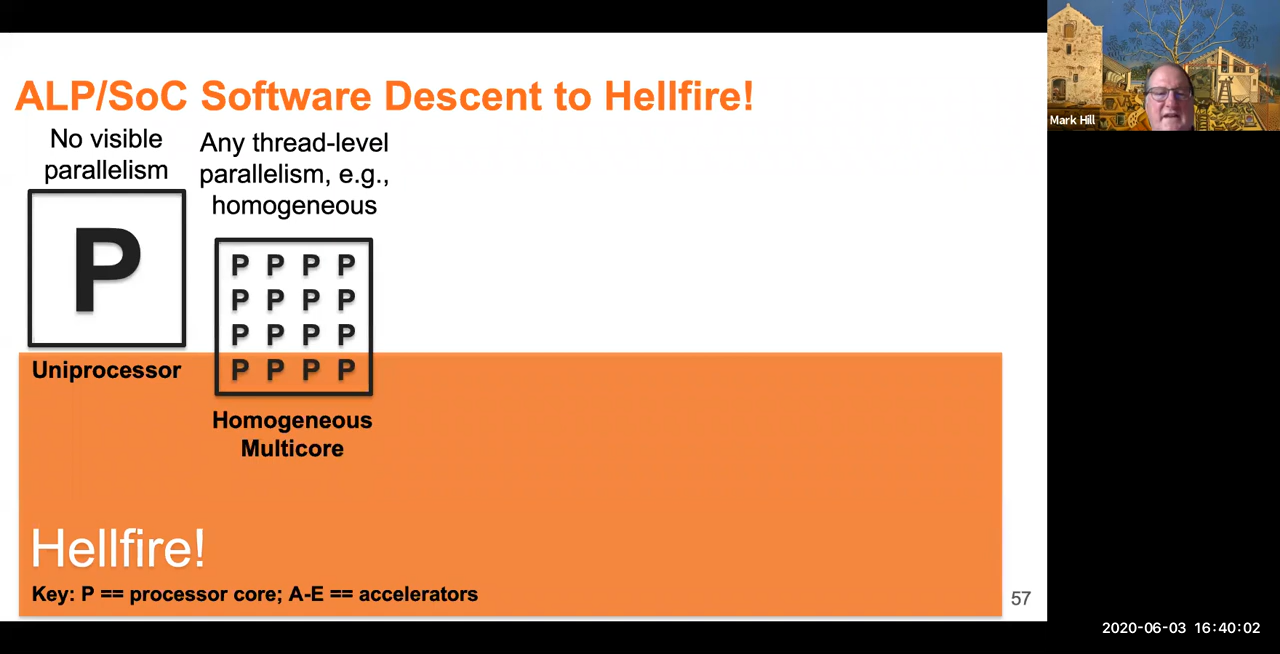 ALP/SoC Software Descent to Hellfire!
No visible
parallelism
P
Uniprocessor
Any thread-level
parallelism, e.g.,
homogeneous
P P P P
P P P P
P P P P
P P P P
Homogeneous
Multicore
Hellfire!
Key: P == processor core; A-E == accelerators
57
Mark Hill
2020-06-03 16:40:02